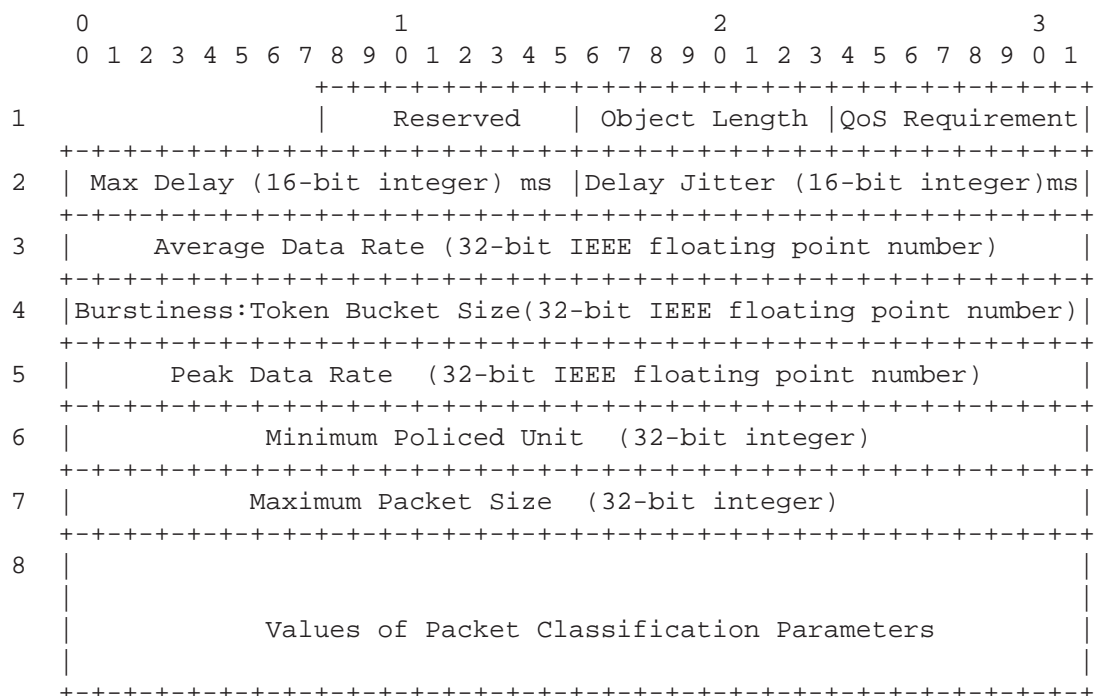 0                   1                   2                   3
0 1 2 3 4 5 6 7 8 9 0 1 2 3 4 5 6 7 8 9 0 1 2 3 4 5 6 7 8 9 0 1
+-+-+-+-+-+-+-+-+-+-+-+-+-+-+-+-+-+-+-+-+-+-+-+-+
1 | Reserved | Object Length |QoS Requirement|
+-+-+-+-+-+-+-+-+-+-+-+-+-+-+-+-+-+-+-+-+-+-+-+-+-+-+-+-+-+-+-+-+
2 | Max Delay (16-bit integer) ms |Delay Jitter (16-bit integer)ms|
+-+-+-+-+-+-+-+-+-+-+-+-+-+-+-+-+-+-+-+-+-+-+-+-+-+-+-+-+-+-+-+-+
3 | Average Data Rate (32-bit IEEE floating point number) |
+-+-+-+-+-+-+-+-+-+-+-+-+-+-+-+-+-+-+-+-+-+-+-+-+-+-+-+-+-+-+-+-+
4 |Burstiness:Token Bucket Size(32-bit IEEE floating point number)|
+-+-+-+-+-+-+-+-+-+-+-+-+-+-+-+-+-+-+-+-+-+-+-+-+-+-+-+-+-+-+-+-+
5 | Peak Data Rate (32-bit IEEE floating point number) |
+-+-+-+-+-+-+-+-+-+-+-+-+-+-+-+-+-+-+-+-+-+-+-+-+-+-+-+-+-+-+-+-+
6 | Minimum Policed Unit (32-bit integer) |
+-+-+-+-+-+-+-+-+-+-+-+-+-+-+-+-+-+-+-+-+-+-+-+-+-+-+-+-+-+-+-+-+
7 | Maximum Packet Size (32-bit integer) |
+-+-+-+-+-+-+-+-+-+-+-+-+-+-+-+-+-+-+-+-+-+-+-+-+-+-+-+-+-+-+-+-+
8 | |
| |
| Values of Packet Classification Parameters |
| |
+-+-+-+-+-+-+-+-+-+-+-+-+-+-+-+-+-+-+-+-+-+-+-+-+-+-+-+-+-+-+-+-+